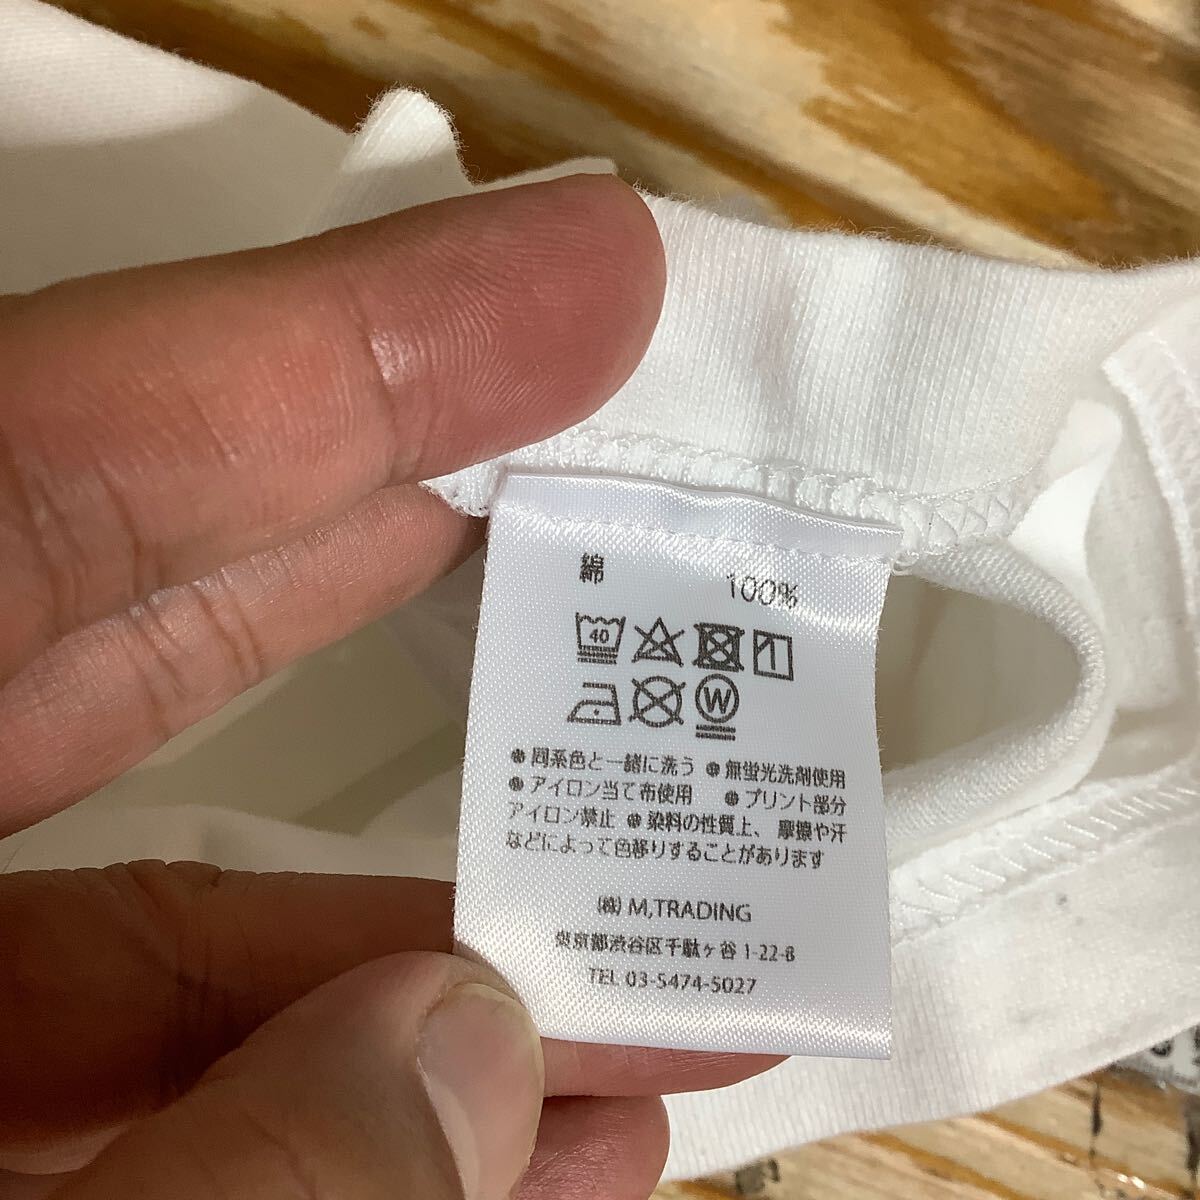 綿 100%
40
W
● 同系色と一緒に洗う ● 無蛍光洗剤使用
● アイロン当て布使用 ● プリント部分
アイロン禁止 ● 染料の性質上、摩擦や汗
などによって色移りすることがあります
㈱ M,TRADING
東京都渋谷区千駄ヶ谷 1-22-8
TEL 03-5474-5027